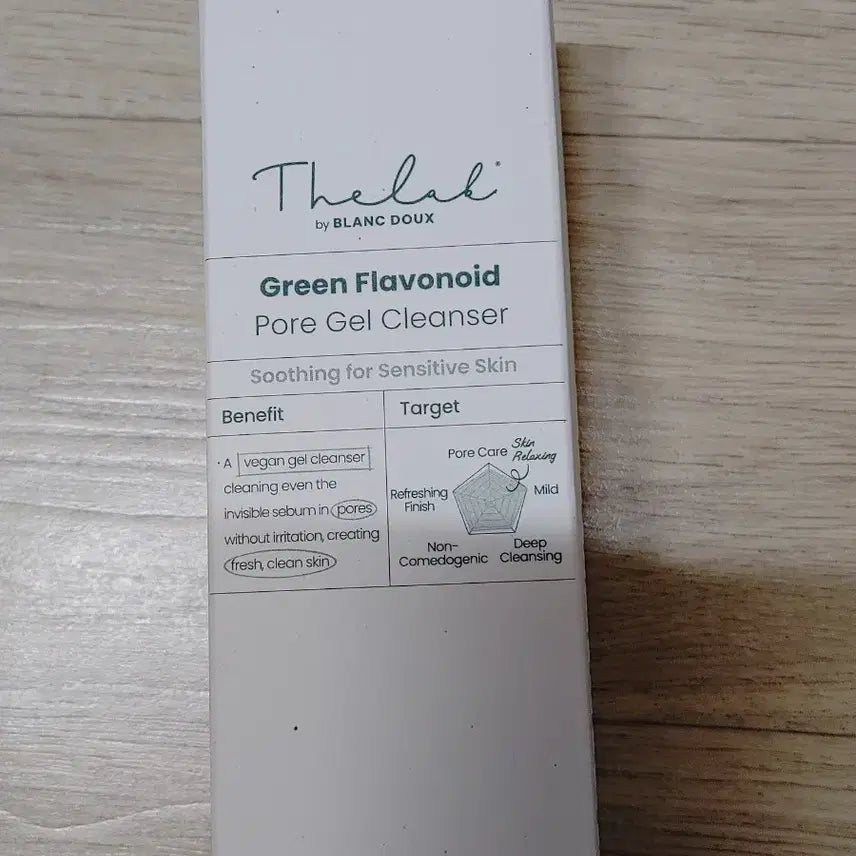 Thelab®
by BLANC DOUX
Green Flavonoid
Pore Gel Cleanser
Soothing for Sensitive Skin
Benefit
· A vegan gel cleanser
cleaning even the
invisible sebum in pores
without irritation, creating
fresh, clean skin
Target
Pore Care
Skin
Relaxing
Refreshing
Finish
Mild
Non-
Comedogenic
Deep
Cleansing